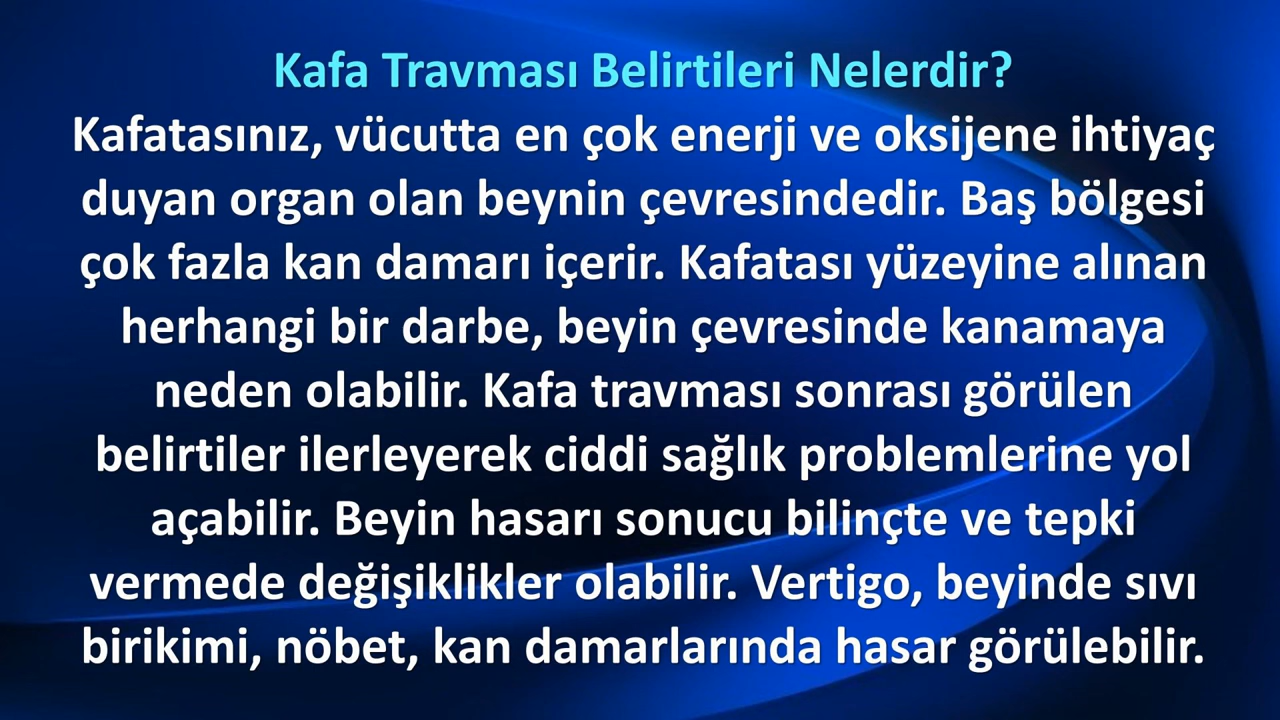 Kafa Travması Belirtileri Nelerdir?
Kafatasınız, vücutta en çok enerji ve oksijene ihtiyaç
duyan organ olan beynin çevresindedir. Baş bölgesi
çok fazla kan damarı içerir. Kafatası yüzeyine alınan
herhangi bir darbe, beyin çevresinde kanamaya
neden olabilir. Kafa travması sonrası görülen
belirtiler ilerleyerek ciddi sağlık problemlerine yol
açabilir. Beyin hasarı sonucu bilinçte ve tepki
vermede değişiklikler olabilir. Vertigo, beyinde sıvı
birikimi, nöbet, kan damarlarında hasar görülebilir.